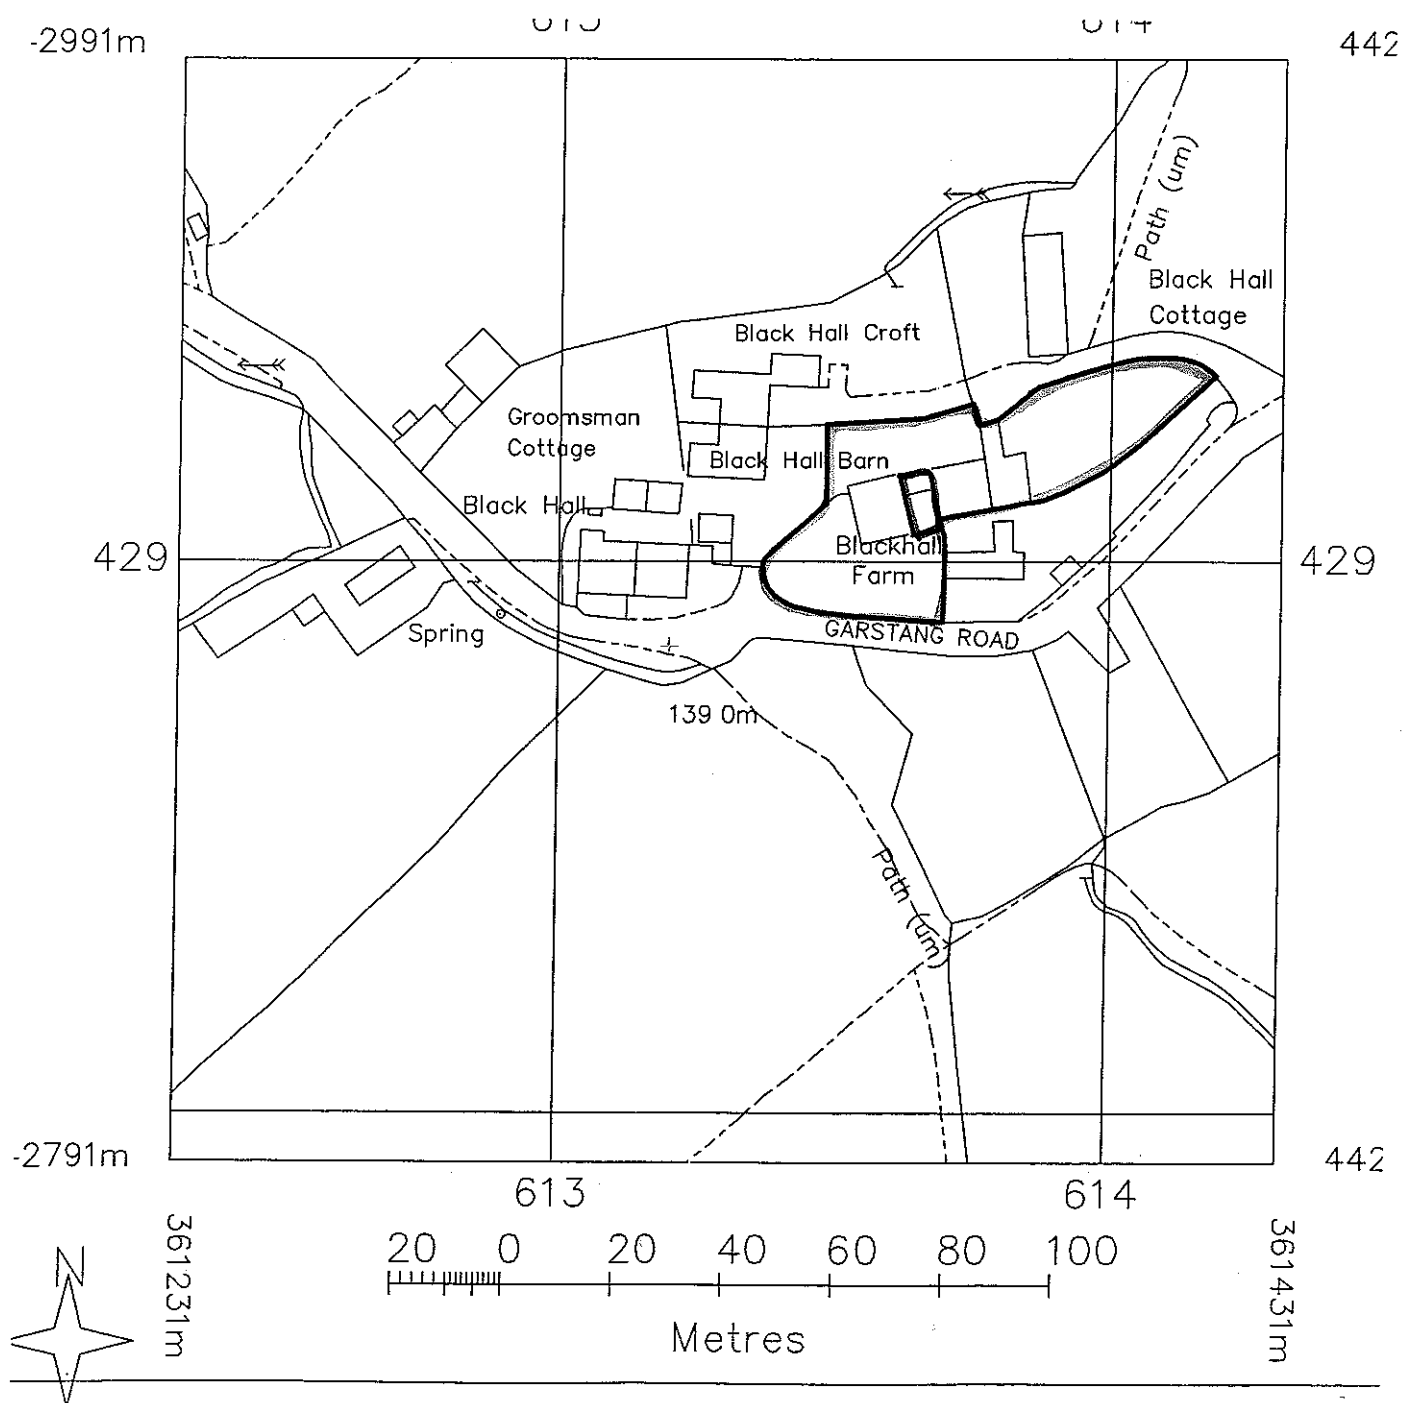 -2991m
442
Path (um)
Black Hall
Cottage
Black Hall Croft
Groomsman
Cottage
Black Hall Barn
Black Hall
429
Blackhall
Farm
429
Spring
GARSTANG ROAD
139 0m
Path (um)
-2791m
442
613
614
361231m
361431m
N
20 0 20 40 60 80 100
Metres